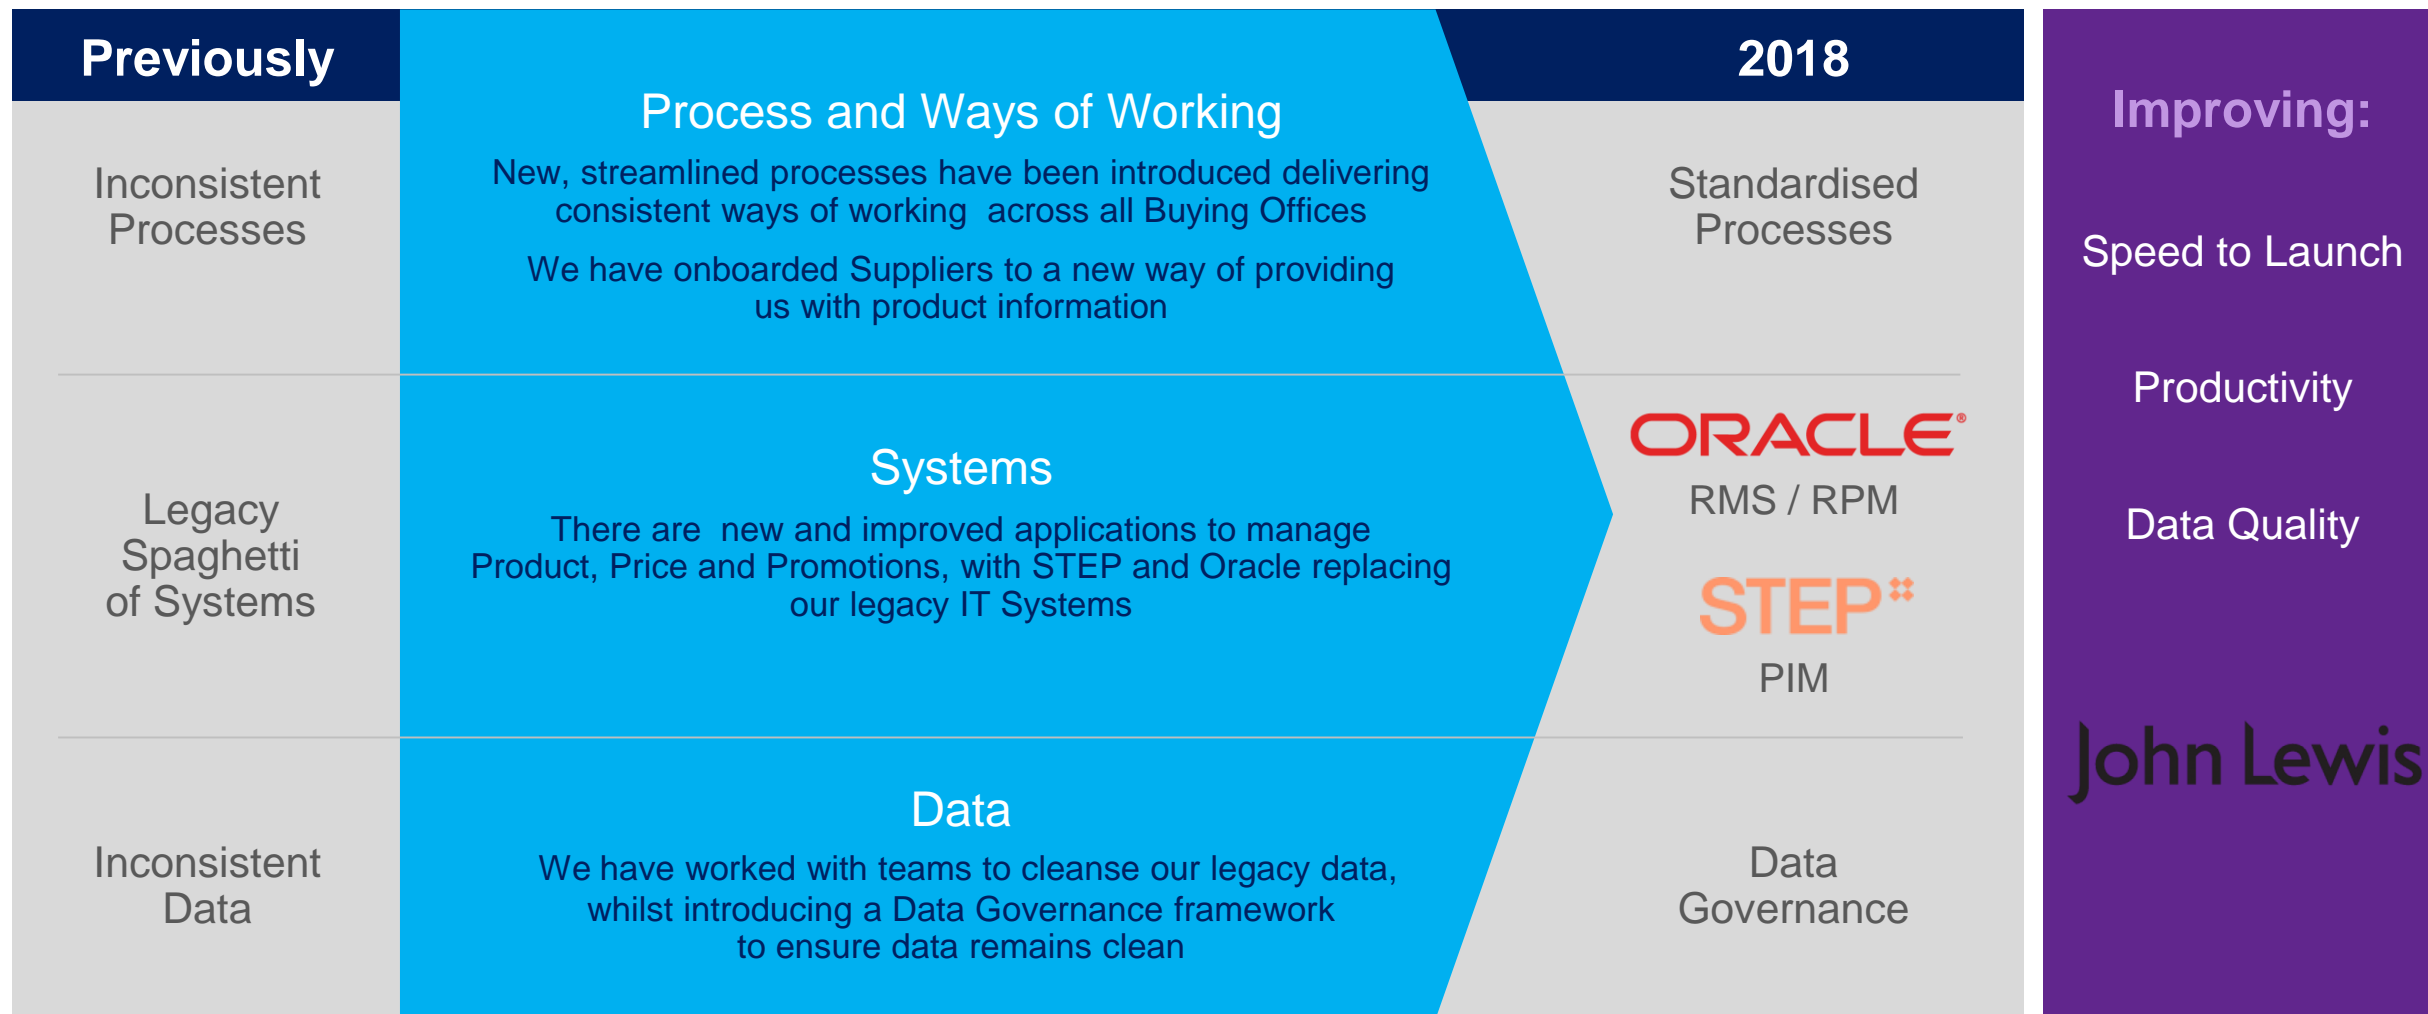 Previously
Inconsistent
Processes
Legacy
Spaghetti
of Systems
Inconsistent
Data
Process and Ways of Working
New, streamlined processes have been introduced delivering
consistent ways of working  across all Buying Offices
We have onboarded Suppliers to a new way of providing
us with product information
Systems
There are  new and improved applications to manage
Product, Price and Promotions, with STEP and Oracle replacing
our legacy IT Systems
Data
We have worked with teams to cleanse our legacy data,
whilst introducing a Data Governance framework
to ensure data remains clean
2018
Standardised
Processes
ORACLE®
RMS / RPM
STEP
PIM
Data
Governance
Improving:
Speed to Launch
Productivity
Data Quality
John Lewis